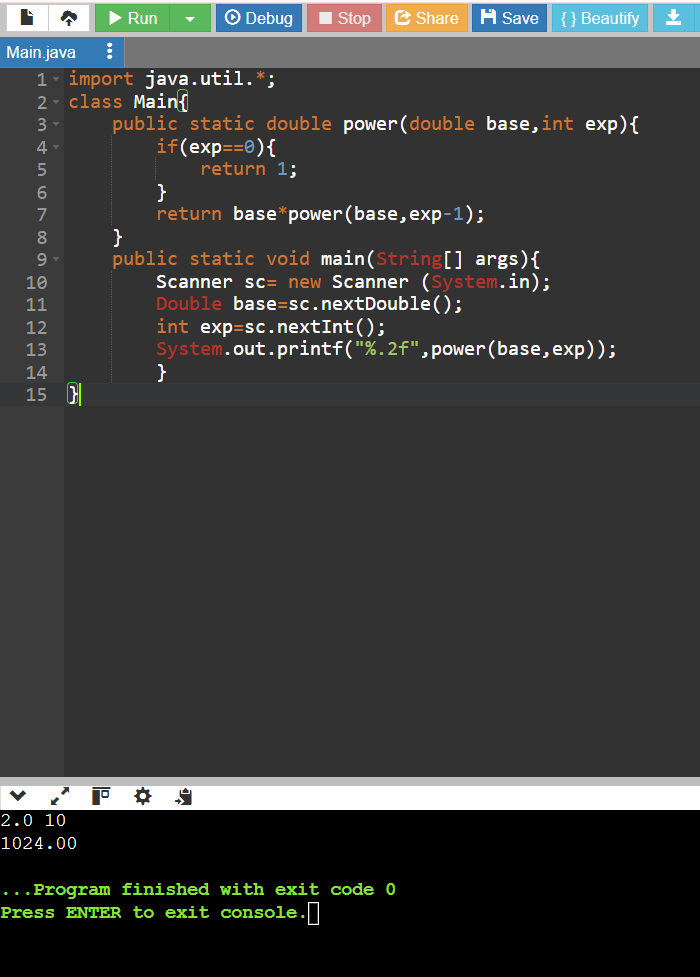 Run Debug Stop Share Save { } Beautify
Main.java
1 import java.util.*;
2 class Main{
3     public static double power(double base,int exp){
4         if(exp==0){
5             return 1;
6         }
7         return base*power(base,exp-1);
8     }
9     public static void main(String[] args){
10         Scanner sc= new Scanner (System.in);
11         Double base=sc.nextDouble();
12         int exp=sc.nextInt();
13         System.out.printf("%.2f",power(base,exp));
14         }
15 }
2.0 10
1024.00
...Program finished with exit code 0
Press ENTER to exit console.